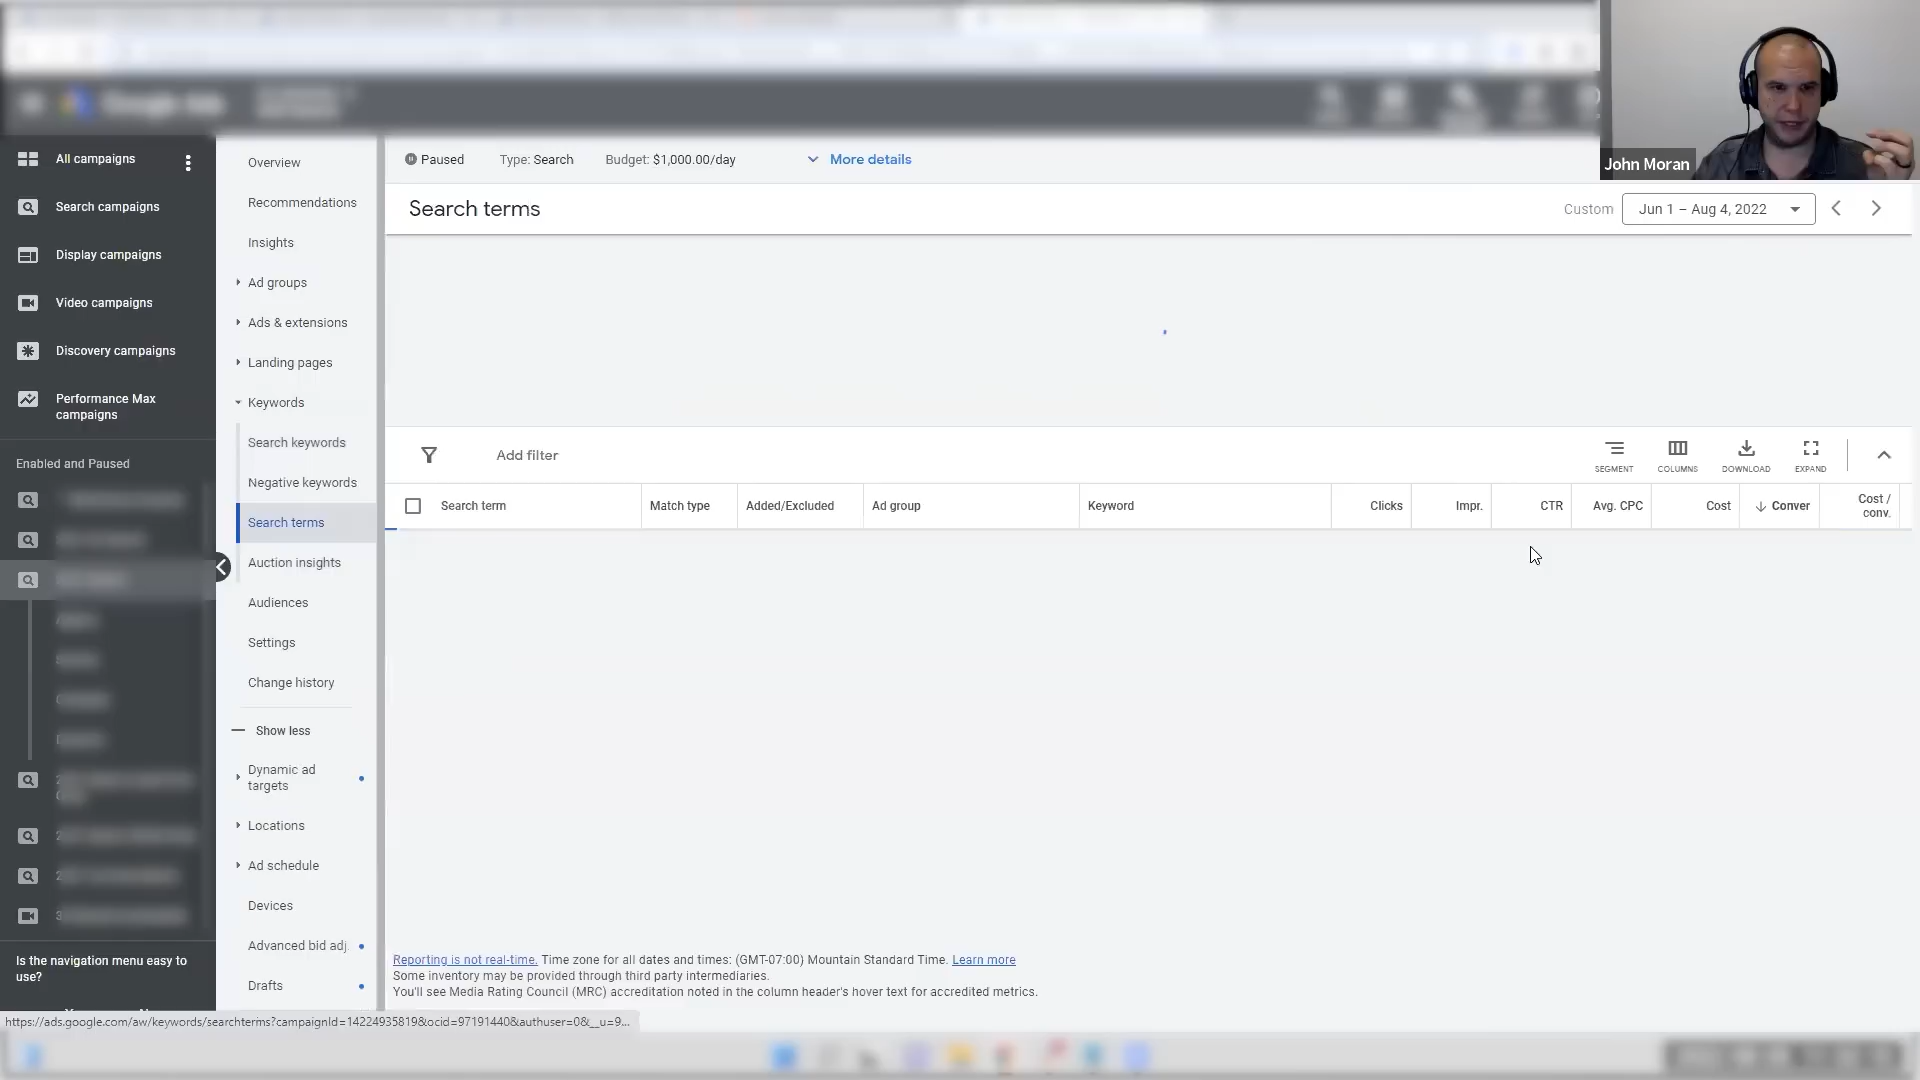 Google Ads
John Moran
All campaigns
Search campaigns
Display campaigns
Video campaigns
Discovery campaigns
Performance Max
campaigns
Enabled and Paused
Is the navigation menu easy to
use?
Overview
Recommendations
Insights
Ad groups
Ads & extensions
Landing pages
Keywords
Search keywords
Negative keywords
Search terms
Auction insights
Audiences
Settings
Change history
Show less
Dynamic ad
targets
Locations
Ad schedule
Devices
Advanced bid adj.
Drafts
Paused Type: Search Budget: $1,000.00/day More details
Search terms
Custom Jun 1 – Aug 4, 2022
Add filter
SEGMENT COLUMNS DOWNLOAD EXPAND
Search term Match type Added/Excluded Ad group Keyword Clicks Impr. CTR Avg. CPC Cost Conver Cost /
conv.
Reporting is not real-time. Time zone for all dates and times: (GMT-07:00) Mountain Standard Time. Learn more
Some inventory may be provided through third party intermediaries.
You'll see Media Rating Council (MRC) accreditation noted in the column header's hover text for accredited metrics.
https://ads.google.com/aw/keywords/searchterms?campaignId=14224935819&ocid=97191440&authuser=0&__u=9...